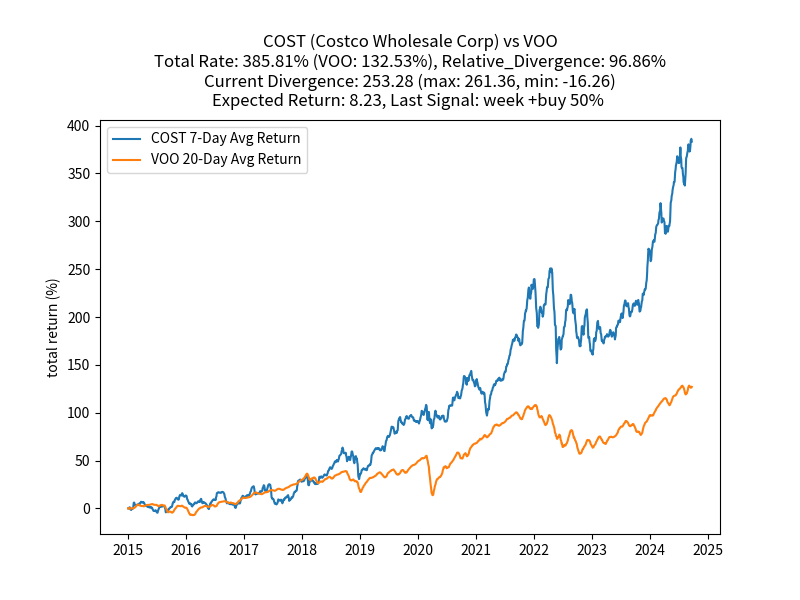 COST (Costco Wholesale Corp) vs VOO
Total Rate: 385.81% (VOO: 132.53%), Relative_Divergence: 96.86%
Current Divergence: 253.28 (max: 261.36, min: -16.26)
Expected Return: 8.23, Last Signal: week +buy 50%
COST 7-Day Avg Return
VOO 20-Day Avg Return
total return (%)
400
350
300
250
200
150
100
50
0
2015 2016 2017 2018 2019 2020 2021 2022 2023 2024 2025